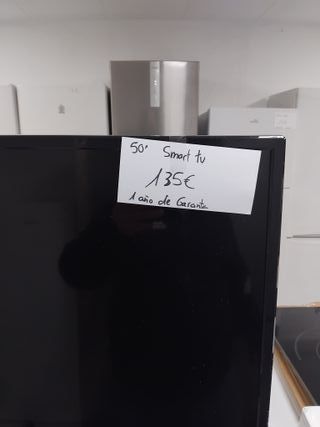 50' Smart tv
135€
1 año de Garantia